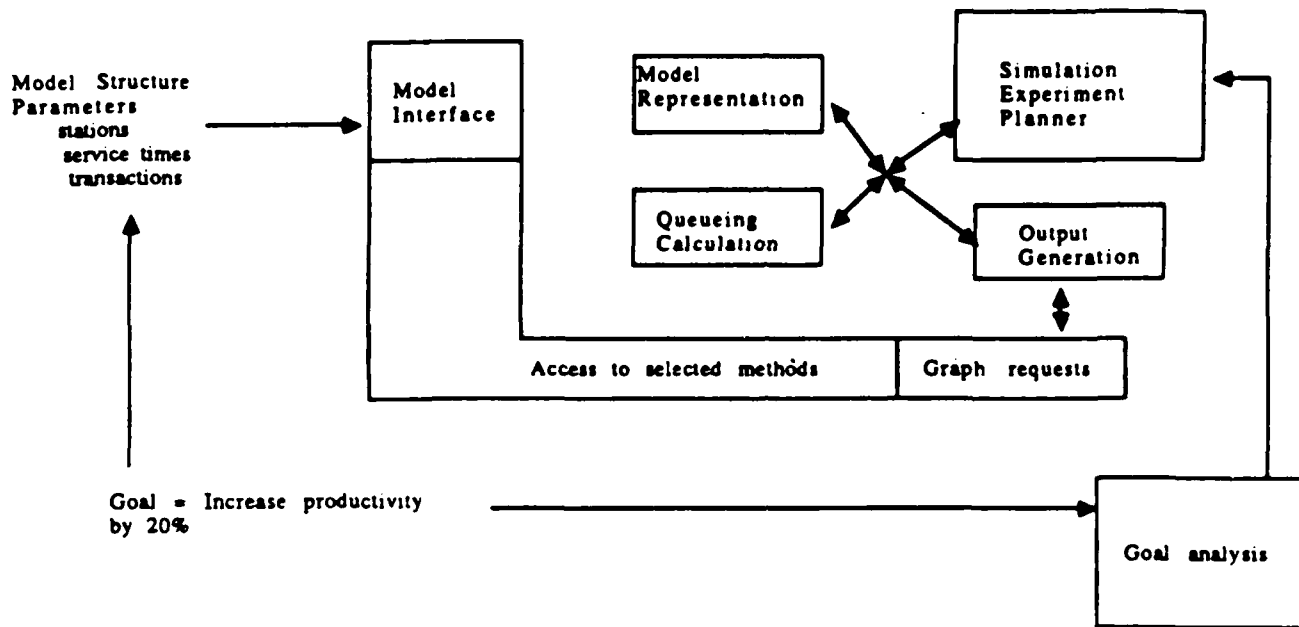 Model Structure
Parameters
stations
service times
transactions
Model
Interface
Model
Representation
Simulation
Experiment
Planner
Queueing
Calculation
Output
Generation
Access to selected methods
Graph requests
Goal = Increase productivity
by 20%
Goal analysis